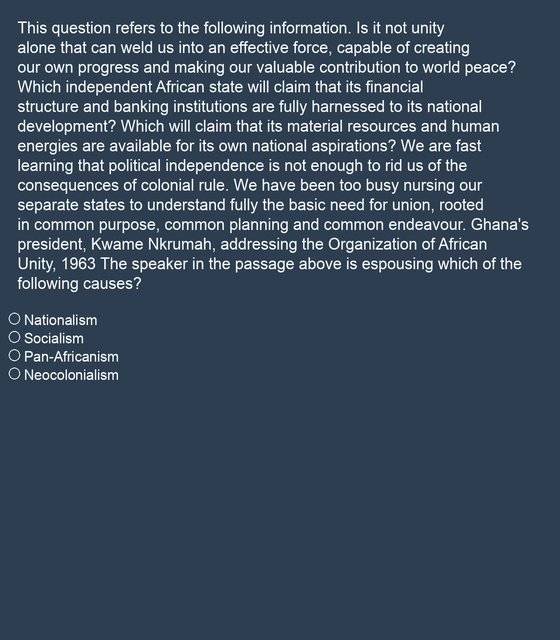 This question refers to the following information. Is it not unity
alone that can weld us into an effective force, capable of creating
our own progress and making our valuable contribution to world peace?
Which independent African state will claim that its financial
structure and banking institutions are fully harnessed to its national
development? Which will claim that its material resources and human
energies are available for its own national aspirations? We are fast
learning that political independence is not enough to rid us of the
consequences of colonial rule. We have been too busy nursing our
separate states to understand fully the basic need for union, rooted
in common purpose, common planning and common endeavour. Ghana's
president, Kwame Nkrumah, addressing the Organization of African
Unity, 1963 The speaker in the passage above is espousing which of the
following causes?
Nationalism
Socialism
Pan-Africanism
Neocolonialism